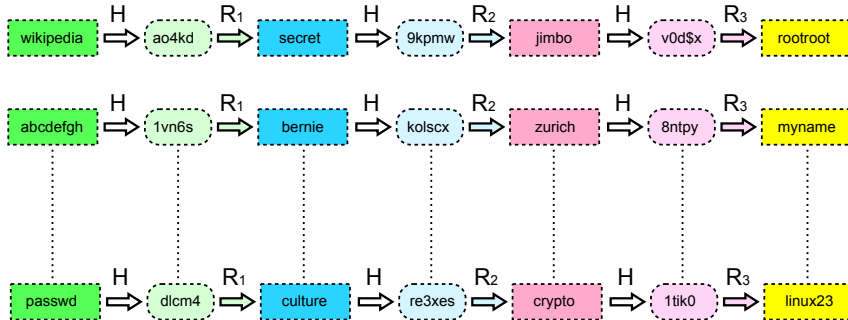 H R1 H R2 H R3
wikipedia ao4kd secret 9kpmw jimbo v0d$x rootroot
H R1 H R2 H R3
abcdefgh 1vn6s bernie kolscx zurich 8ntpy myname
H R1 H R2 H R3
passwd dlcm4 culture re3xes crypto 1tik0 linux23